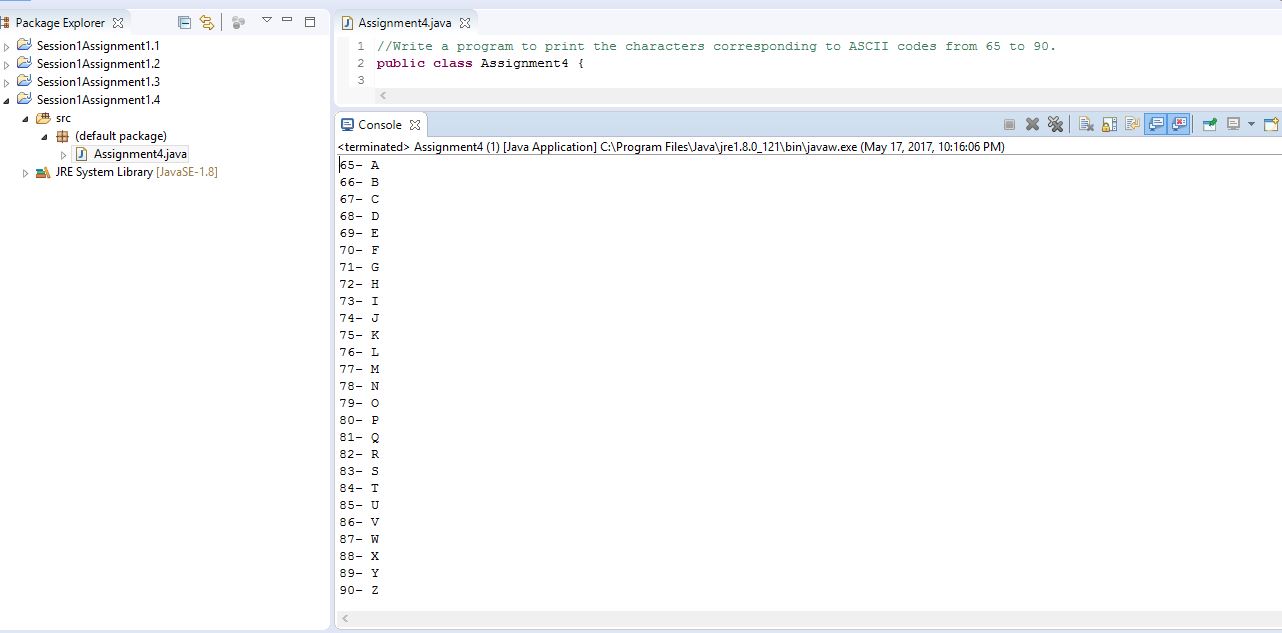 Package Explorer
Session1Assignment1.1
Session1Assignment1.2
Session1Assignment1.3
Session1Assignment1.4
src
(default package)
Assignment4.java
JRE System Library [JavaSE-1.8]
Assignment4.java
1 //Write a program to print the characters corresponding to ASCII codes from 65 to 90.
2 public class Assignment4 {
3
Console
<terminated> Assignment4 (1) [Java Application] C:\Program Files\Java\jre1.8.0_121\bin\javaw.exe (May 17, 2017, 10:16:06 PM)
65- A
66- B
67- C
68- D
69- E
70- F
71- G
72- H
73- I
74- J
75- K
76- L
77- M
78- N
79- O
80- P
81- Q
82- R
83- S
84- T
85- U
86- V
87- W
88- X
89- Y
90- Z